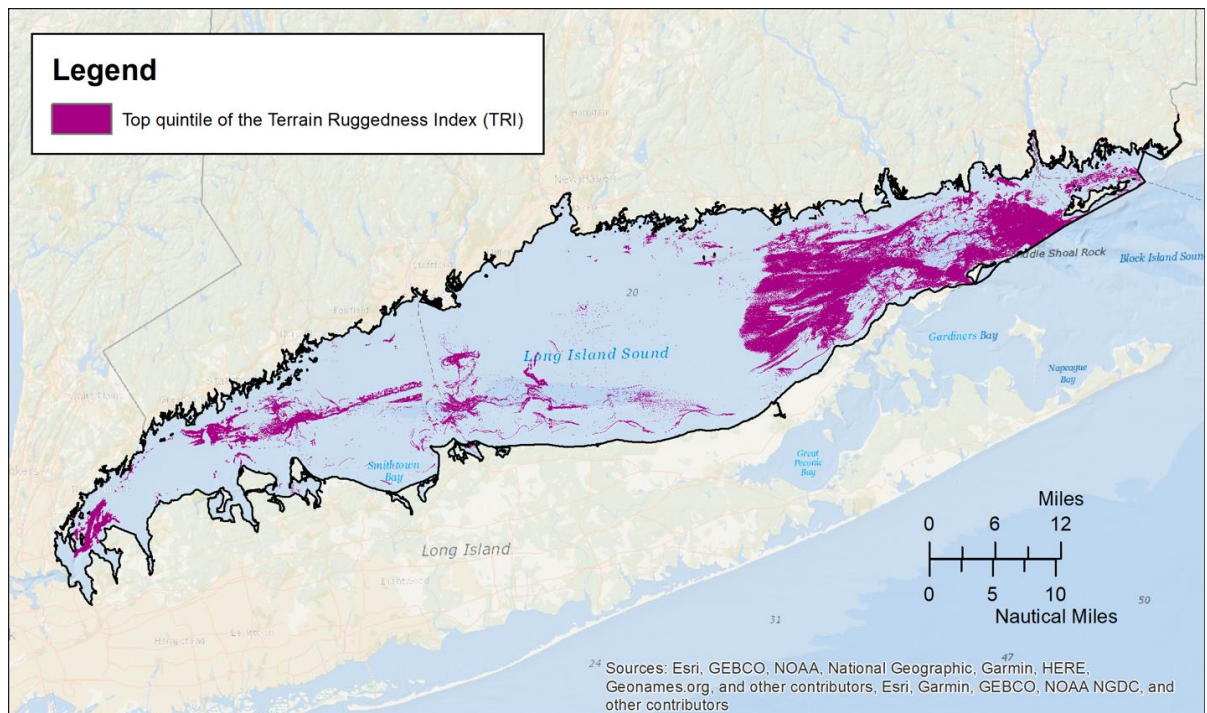 Legend
Top quintile of the Terrain Ruggedness Index (TRI)
Hamden
New Haven
Block Island Soun
20
Long Island Sound
Gardiners Bay
Napeague
Bay
Smithtown
Bay
Great
Peconic
Bay
Long Island
Miles
0 6 12
0 5 10
Nautical Miles
50
31
24
47
Sources: Esri, GEBCO, NOAA, National Geographic, Garmin, HERE,
Geonames.org, and other contributors, Esri, Garmin, GEBCO, NOAA NGDC, and
other contributors